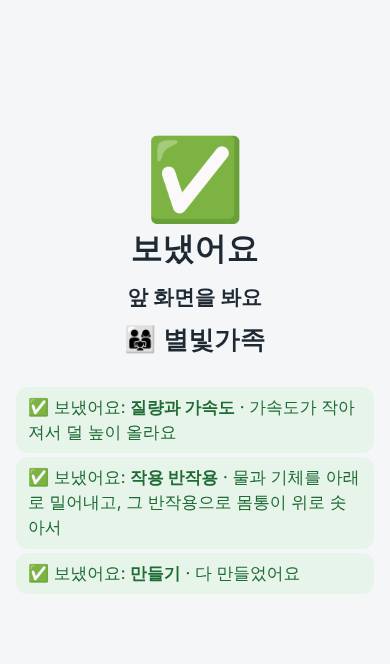 보냈어요
앞 화면을 봐요
👨‍👩‍👧 별빛가족
✅ 보냈어요: 질량과 가속도 · 가속도가 작아
져서 덜 높이 올라요
✅ 보냈어요: 작용 반작용 · 물과 기체를 아래
로 밀어내고, 그 반작용으로 몸통이 위로 솟
아서
✅ 보냈어요: 만들기 · 다 만들었어요